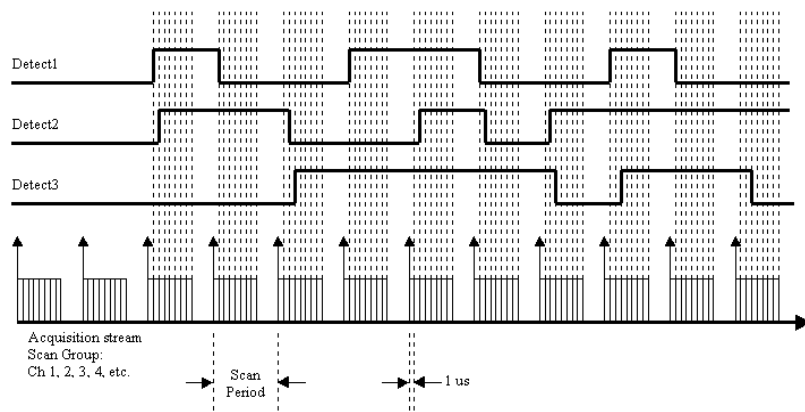 Detect1
Detect2
Detect3
Acquisition stream
Scan Group:
Ch 1, 2, 3, 4, etc.
Scan
Period
1 us